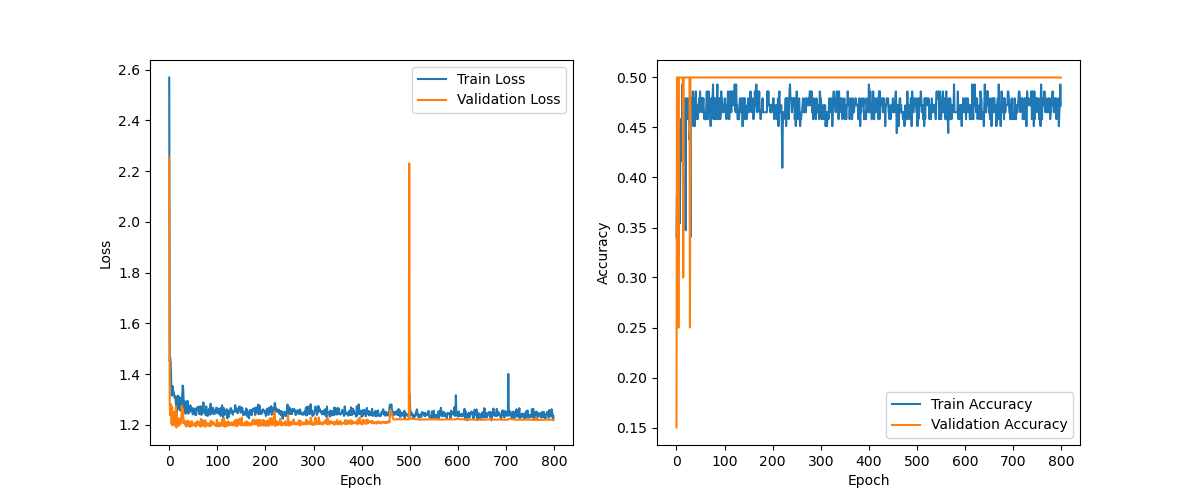 2.6
2.4
2.2
2.0
1.8
1.6
1.4
1.2
Loss
0 100 200 300 400 500 600 700 800
Epoch
Train Loss
Validation Loss
0.50
0.45
0.40
0.35
0.30
0.25
0.20
0.15
Accuracy
0 100 200 300 400 500 600 700 800
Epoch
Train Accuracy
Validation Accuracy